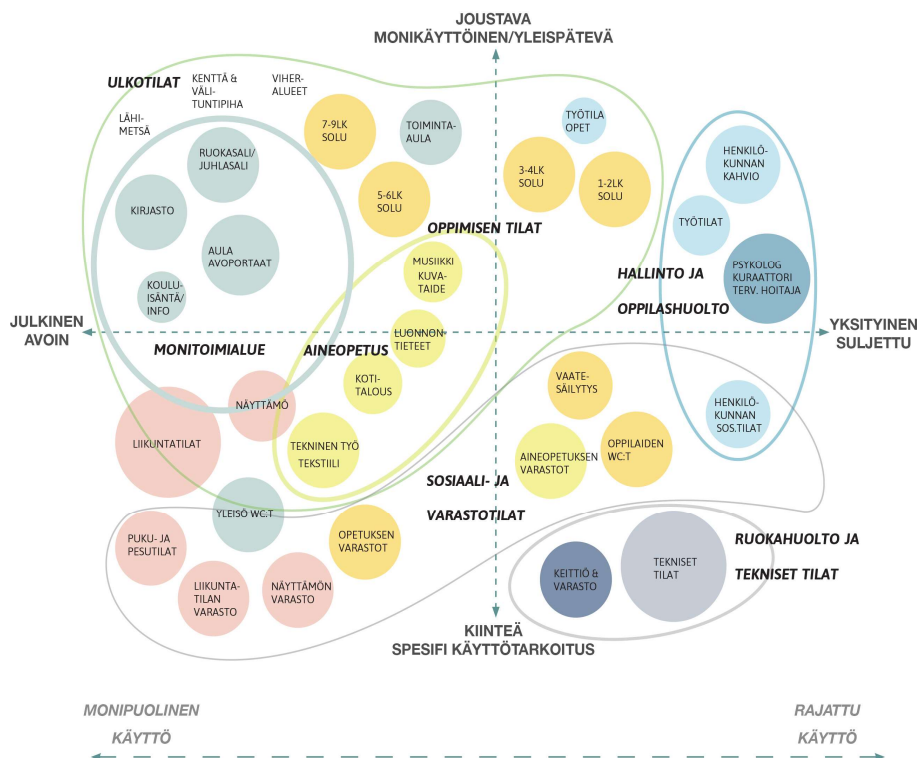 JOUSTAVA
MONIKÄYTTÖINEN/YLEISPÄTEVÄ
ULKOTILAT
KENTTÄ &
VÄLI-
TUNTIPIHA
VIHER-
ALUEET
LÄHI-
METSÄ
7-9LK
SOLU
TOIMINTA-
AULA
TYÖTILA
OPET
HENKILÖ-
KUNNAN
KAHVIO
RUOKASALI/
JUHLASALI
5-6LK
SOLU
3-4LK
SOLU
1-2LK
SOLU
KIRJASTO
OPPIMISEN TILAT
TYÖTILAT
AULA
AVOPORTAAT
MUSIIKKI
KUVA-
TAIDE
HALLINTO JA
OPPILASHUOLTO
PSYKOLOG
KURAATTORI
TERV. HOITAJA
KOULU-
ISÄNTÄ/
INFO
JULKINEN
AVOIN
YKSITYINEN
SULJETTU
LUONNON-
TIETEET
MONITOIMIALUE
AINEOPETUS
KOTI-
TALOUS
VAATE-
SÄILYTYS
NÄYTTÄMÖ
HENKILÖ-
KUNNAN
SOS.TILAT
LIIKUNTATILAT
TEKNINEN TYÖ
TEKSTIILI
AINEOPETUKSEN
VARASTOT
OPPILAIDEN
WC:T
SOSIAALI- JA
VARASTOTILAT
YLEISÖ WC:T
PUKU- JA
PESUTILAT
OPETUKSEN
VARASTOT
RUOKAHUOLTO JA
TEKNISET TILAT
LIIKUNTA-
TILAN
VARASTO
NÄYTTÄMÖN
VARASTO
KEITTIÖ &
VARASTO
TEKNISET
TILAT
KIINTEÄ
SPESIFI KÄYTTÖTARKOITUS
MONIPUOLINEN
KÄYTTÖ
RAJATTU
KÄYTTÖ